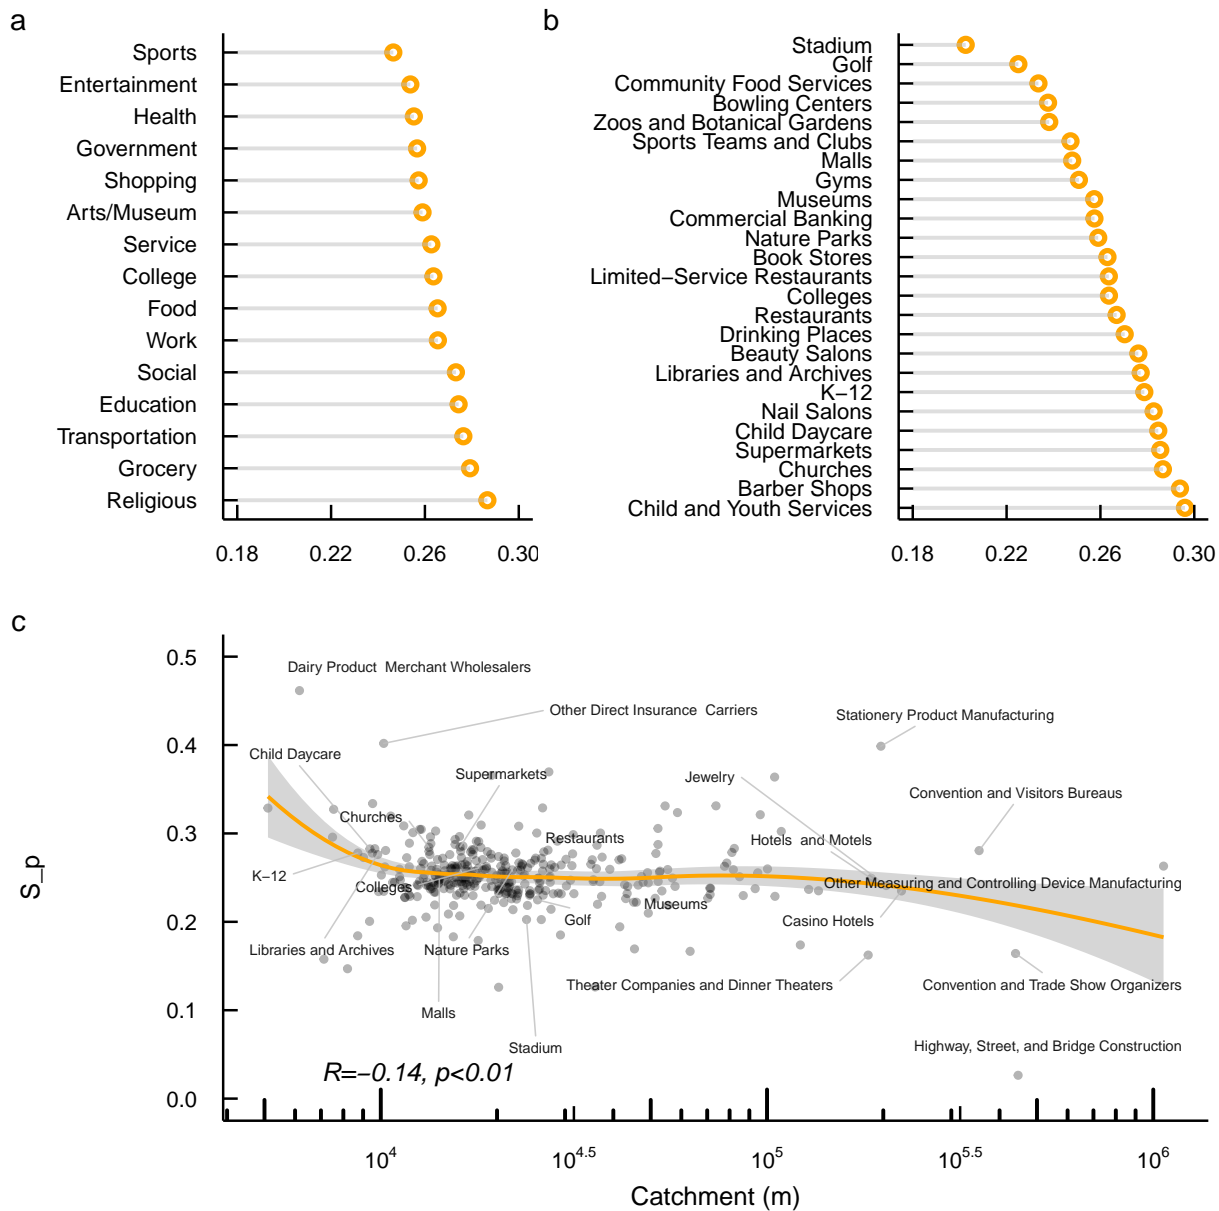 a
Sports
Entertainment
Health
Government
Shopping
Arts/Museum
Service
College
Food
Work
Social
Education
Transportation
Grocery
Religious
0.18 0.22 0.26 0.30
b
Stadium
Golf
Community Food Services
Bowling Centers
Zoos and Botanical Gardens
Sports Teams and Clubs
Malls
Gyms
Museums
Commercial Banking
Nature Parks
Book Stores
Limited−Service Restaurants
Colleges
Restaurants
Drinking Places
Beauty Salons
Libraries and Archives
K−12
Nail Salons
Child Daycare
Supermarkets
Churches
Barber Shops
Child and Youth Services
0.18 0.22 0.26 0.30
c
S_p
0.5
0.4
0.3
0.2
0.1
0.0
Dairy Product Merchant Wholesalers
Other Direct Insurance Carriers
Stationery Product Manufacturing
Child Daycare
Supermarkets
Jewelry
Convention and Visitors Bureaus
Churches
Restaurants
Hotels and Motels
K−12
Colleges
Other Measuring and Controlling Device Manufacturing
Museums
Golf
Casino Hotels
Libraries and Archives
Nature Parks
Theater Companies and Dinner Theaters
Convention and Trade Show Organizers
Malls
Stadium
Highway, Street, and Bridge Construction
R=−0.14, p<0.01
10^4 10^4.5 10^5 10^5.5 10^6
Catchment (m)